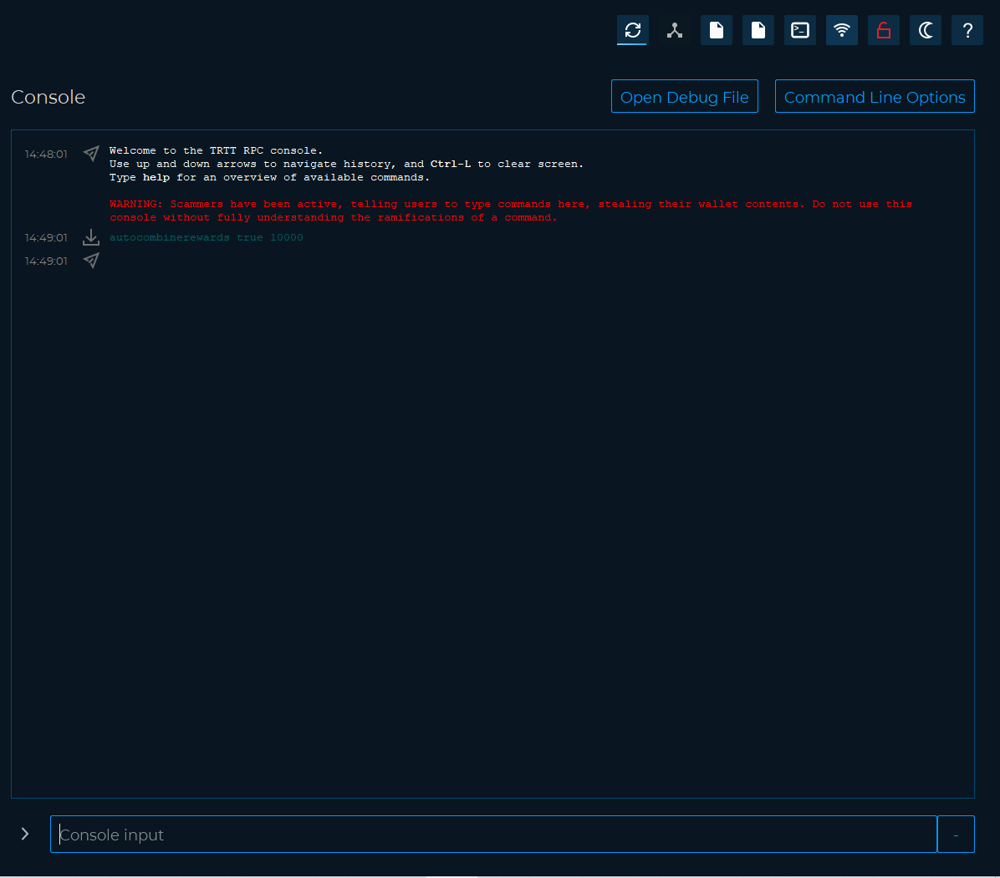 ?
Console
Open Debug File
Command Line Options
14:48:01
Welcome to the TRTT RPC console.
Use up and down arrows to navigate history, and Ctrl-L to clear screen.
Type help for an overview of available commands.
WARNING: Scammers have been active, telling users to type commands here, stealing their wallet contents. Do not use this
console without fully understanding the ramifications of a command.
14:49:01 autocombinerewards true 10000
14:49:01
Console input
-